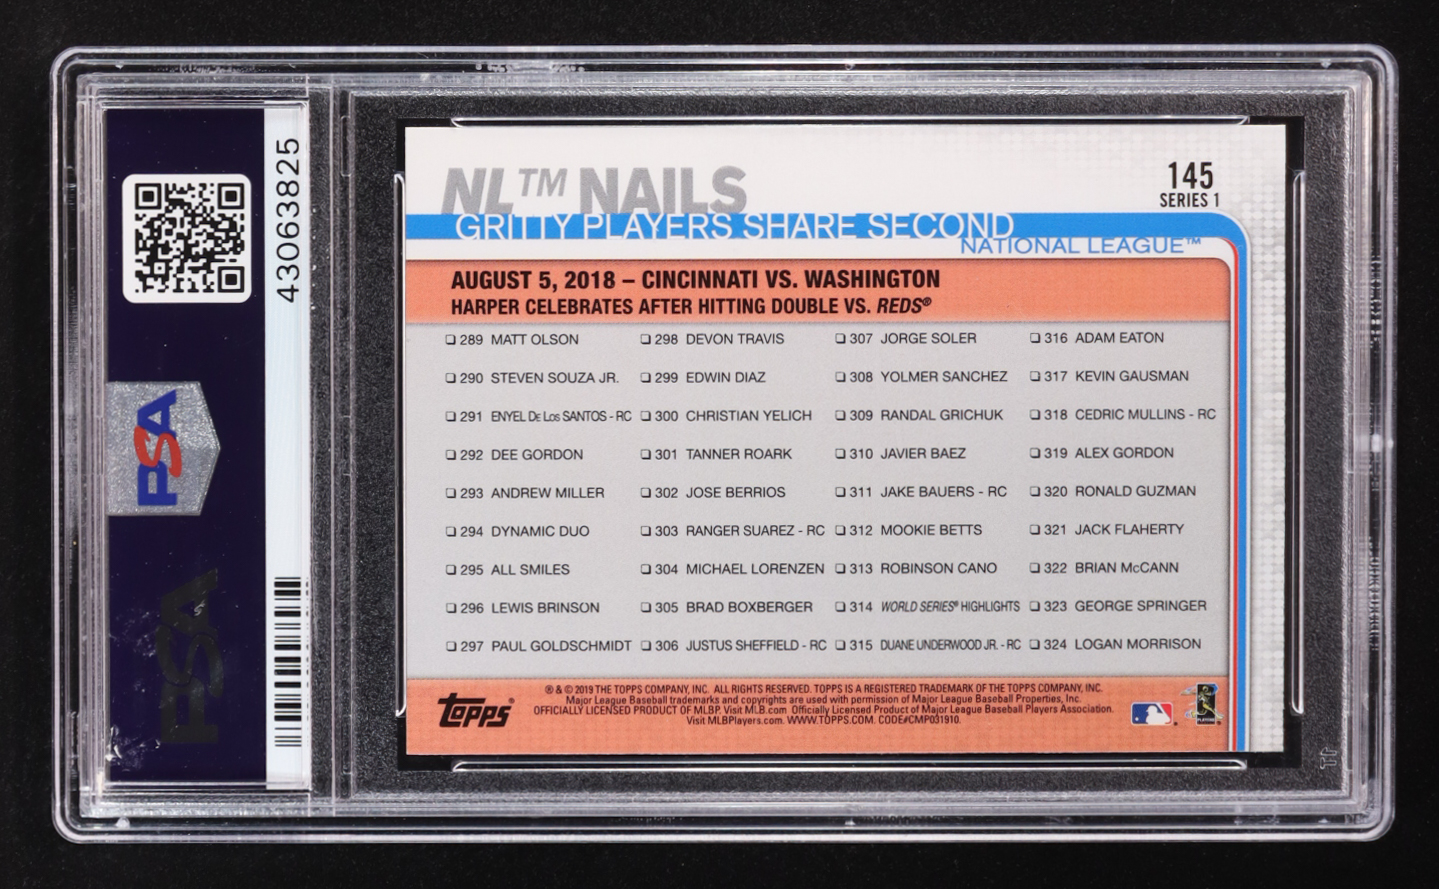 NL™ NAILS
GRITTY PLAYERS SHARE SECOND
NATIONAL LEAGUE™
145
SERIES 1
AUGUST 5, 2018 – CINCINNATI VS. WASHINGTON
HARPER CELEBRATES AFTER HITTING DOUBLE VS. REDS®
❏ 289 MATT OLSON
❏ 290 STEVEN SOUZA JR.
❏ 291 ENYEL De Los SANTOS - RC
❏ 292 DEE GORDON
❏ 293 ANDREW MILLER
❏ 294 DYNAMIC DUO
❏ 295 ALL SMILES
❏ 296 LEWIS BRINSON
❏ 297 PAUL GOLDSCHMIDT
❏ 298 DEVON TRAVIS
❏ 299 EDWIN DIAZ
❏ 300 CHRISTIAN YELICH
❏ 301 TANNER ROARK
❏ 302 JOSE BERRIOS
❏ 303 RANGER SUAREZ - RC
❏ 304 MICHAEL LORENZEN
❏ 305 BRAD BOXBERGER
❏ 306 JUSTUS SHEFFIELD - RC
❏ 307 JORGE SOLER
❏ 308 YOLMER SANCHEZ
❏ 309 RANDAL GRICHUK
❏ 310 JAVIER BAEZ
❏ 311 JAKE BAUERS - RC
❏ 312 MOOKIE BETTS
❏ 313 ROBINSON CANO
❏ 314 WORLD SERIES® HIGHLIGHTS
❏ 315 DUANE UNDERWOOD JR. - RC
❏ 316 ADAM EATON
❏ 317 KEVIN GAUSMAN
❏ 318 CEDRIC MULLINS - RC
❏ 319 ALEX GORDON
❏ 320 RONALD GUZMAN
❏ 321 JACK FLAHERTY
❏ 322 BRIAN McCANN
❏ 323 GEORGE SPRINGER
❏ 324 LOGAN MORRISON
topps®
® & © 2019 THE TOPPS COMPANY, INC. ALL RIGHTS RESERVED. TOPPS IS A REGISTERED TRADEMARK OF THE TOPPS COMPANY, INC.
Major League Baseball trademarks and copyrights are used with permission of Major League Baseball Properties, Inc.
OFFICIALLY LICENSED PRODUCT OF MLBP. Visit MLB.com Officially Licensed Product of Major League Baseball Players Association.
Visit MLBPlayers.com. WWW.TOPPS.COM. CODE#CMP031910.
43063825
PSA
PSA